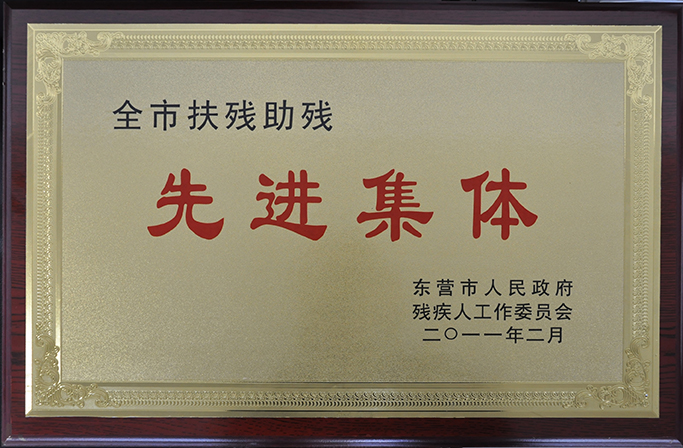 全市扶残助残
先进集体
东营市人民政府
残疾人工作委员会
二〇一一年二月